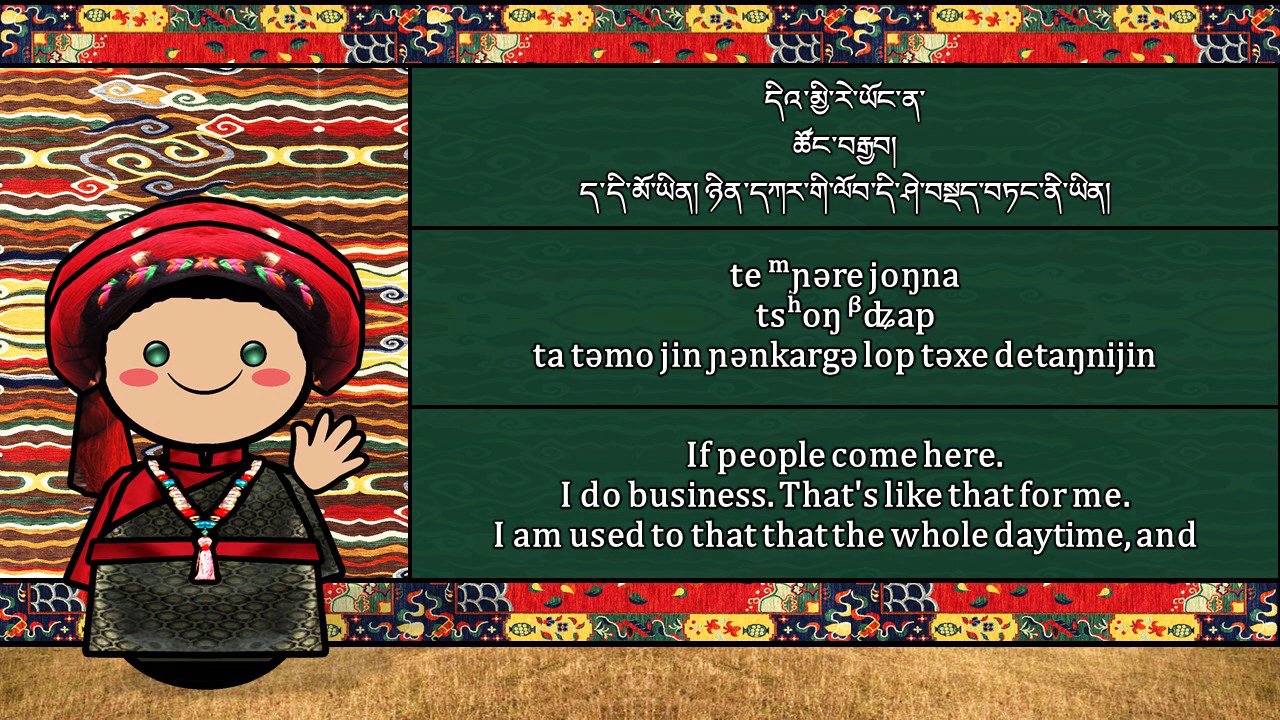 དེའ་མྱི་རེ་ཡོང་ན་
ཚོང་བརྒྱབ།
ད་དེ་མོ་ཡིན། ཉིན་དཀར་གི་ལོབ་དེ་ཤེ་བསྡད་བཏང་ནི་ཡིན།
te ᵐɲəre joŋna
tsʰoŋ ᵝʥap
ta təmo jin ɲənkargə lop təxe detaŋnijin
If people come here.
I do business. That's like that for me.
I am used to that that the whole daytime, and